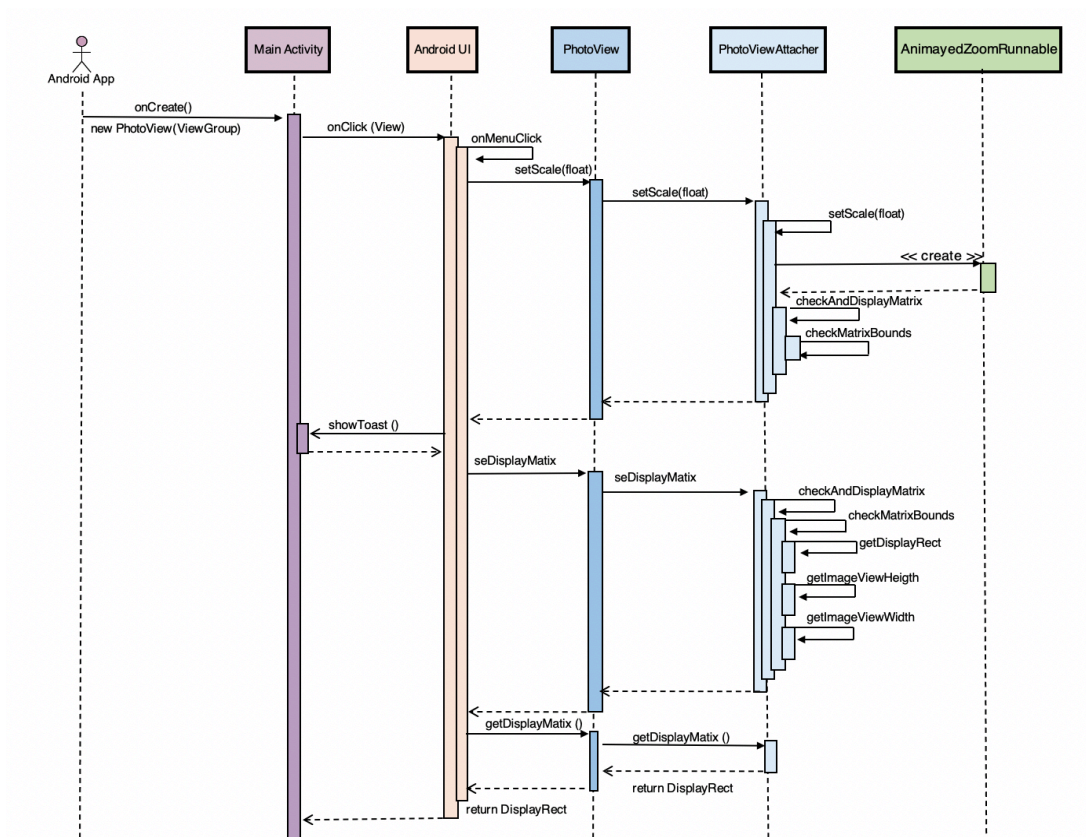 Main Activity
Android UI
PhotoView
PhotoViewAttacher
AnimayedZoomRunnable
Android App
onCreate()
new PhotoView(ViewGroup)
onClick (View)
onMenuClick
setScale(float)
setScale(float)
setScale(float)
<< create >>
checkAndDisplayMatrix
checkMatrixBounds
showToast ()
seDisplayMatix
seDisplayMatix
checkAndDisplayMatrix
checkMatrixBounds
getDisplayRect
getImageViewHeigth
getImageViewWidth
getDisplayMatix ()
getDisplayMatix ()
return DisplayRect
return DisplayRect